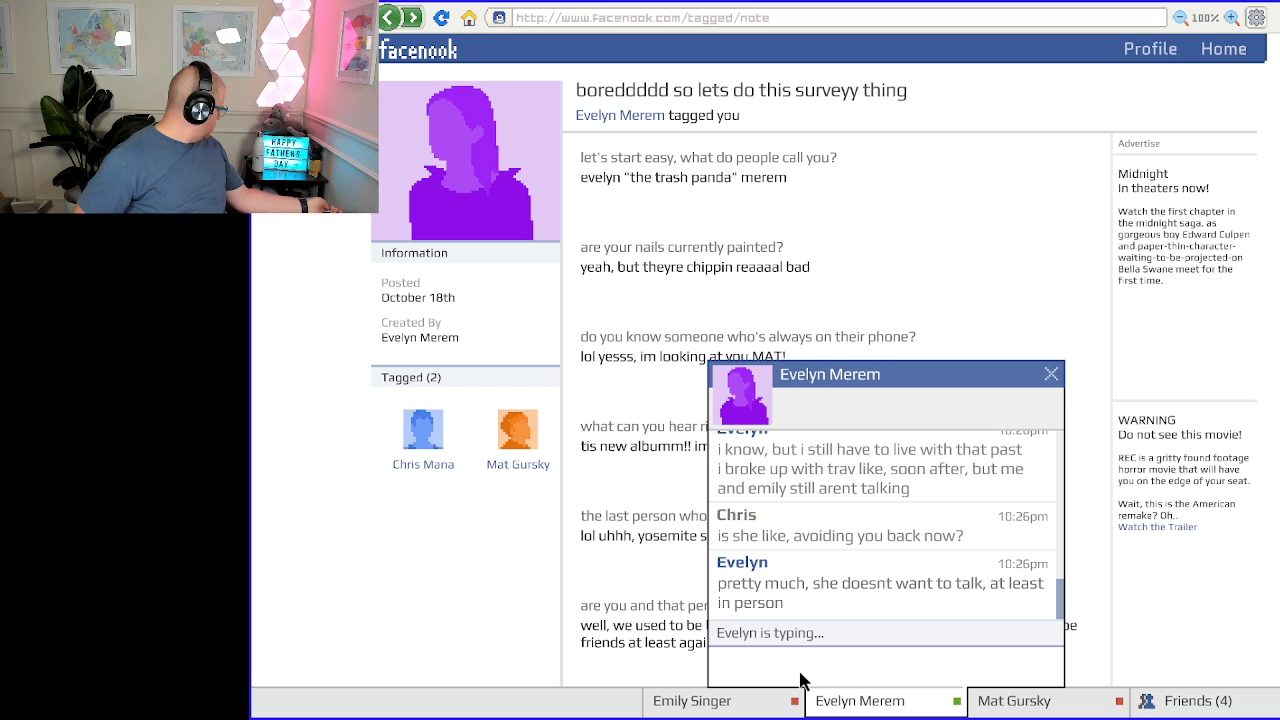 http://www.Facenook.com/tagged/note
100%
facenook
Profile
Home
HAPPY
FATHERS
DAY
boreddddd so lets do this surveyy thing
Evelyn Merem tagged you
Information
Posted
October 18th
Created By
Evelyn Merem
Tagged (2)
Chris Mana
Mat Gursky
let's start easy, what do people call you?
evelyn "the trash panda" merem
are your nails currently painted?
yeah, but theyre chippin reaaaal bad
do you know someone who's always on their phone?
lol yesss, im looking at you MAT!
what can you hear ri
tis new albumm!! im
the last person who
lol uhhh, yosemite s
are you and that per
well, we used to be
be
friends at least agai
Evelyn Merem
Evelyn
10:26pm
i know, but i still have to live with that past
i broke up with trav like, soon after, but me
and emily still arent talking
Chris
10:26pm
is she like, avoiding you back now?
Evelyn
10:26pm
pretty much, she doesnt want to talk, at least
in person
Evelyn is typing...
Advertise
Midnight
In theaters now!
Watch the first chapter in
the midnight saga, as
gorgeous boy Edward Culpen
and paper-thin-character-
waiting-to-be-projected-on
Bella Swane meet for the
first time.
WARNING
Do not see this movie!
REC is a gritty found footage
horror movie that will have
you on the edge of your seat.
Wait, this is the American
remake? Oh..
Watch the Trailer
Emily Singer
Evelyn Merem
Mat Gursky
Friends (4)